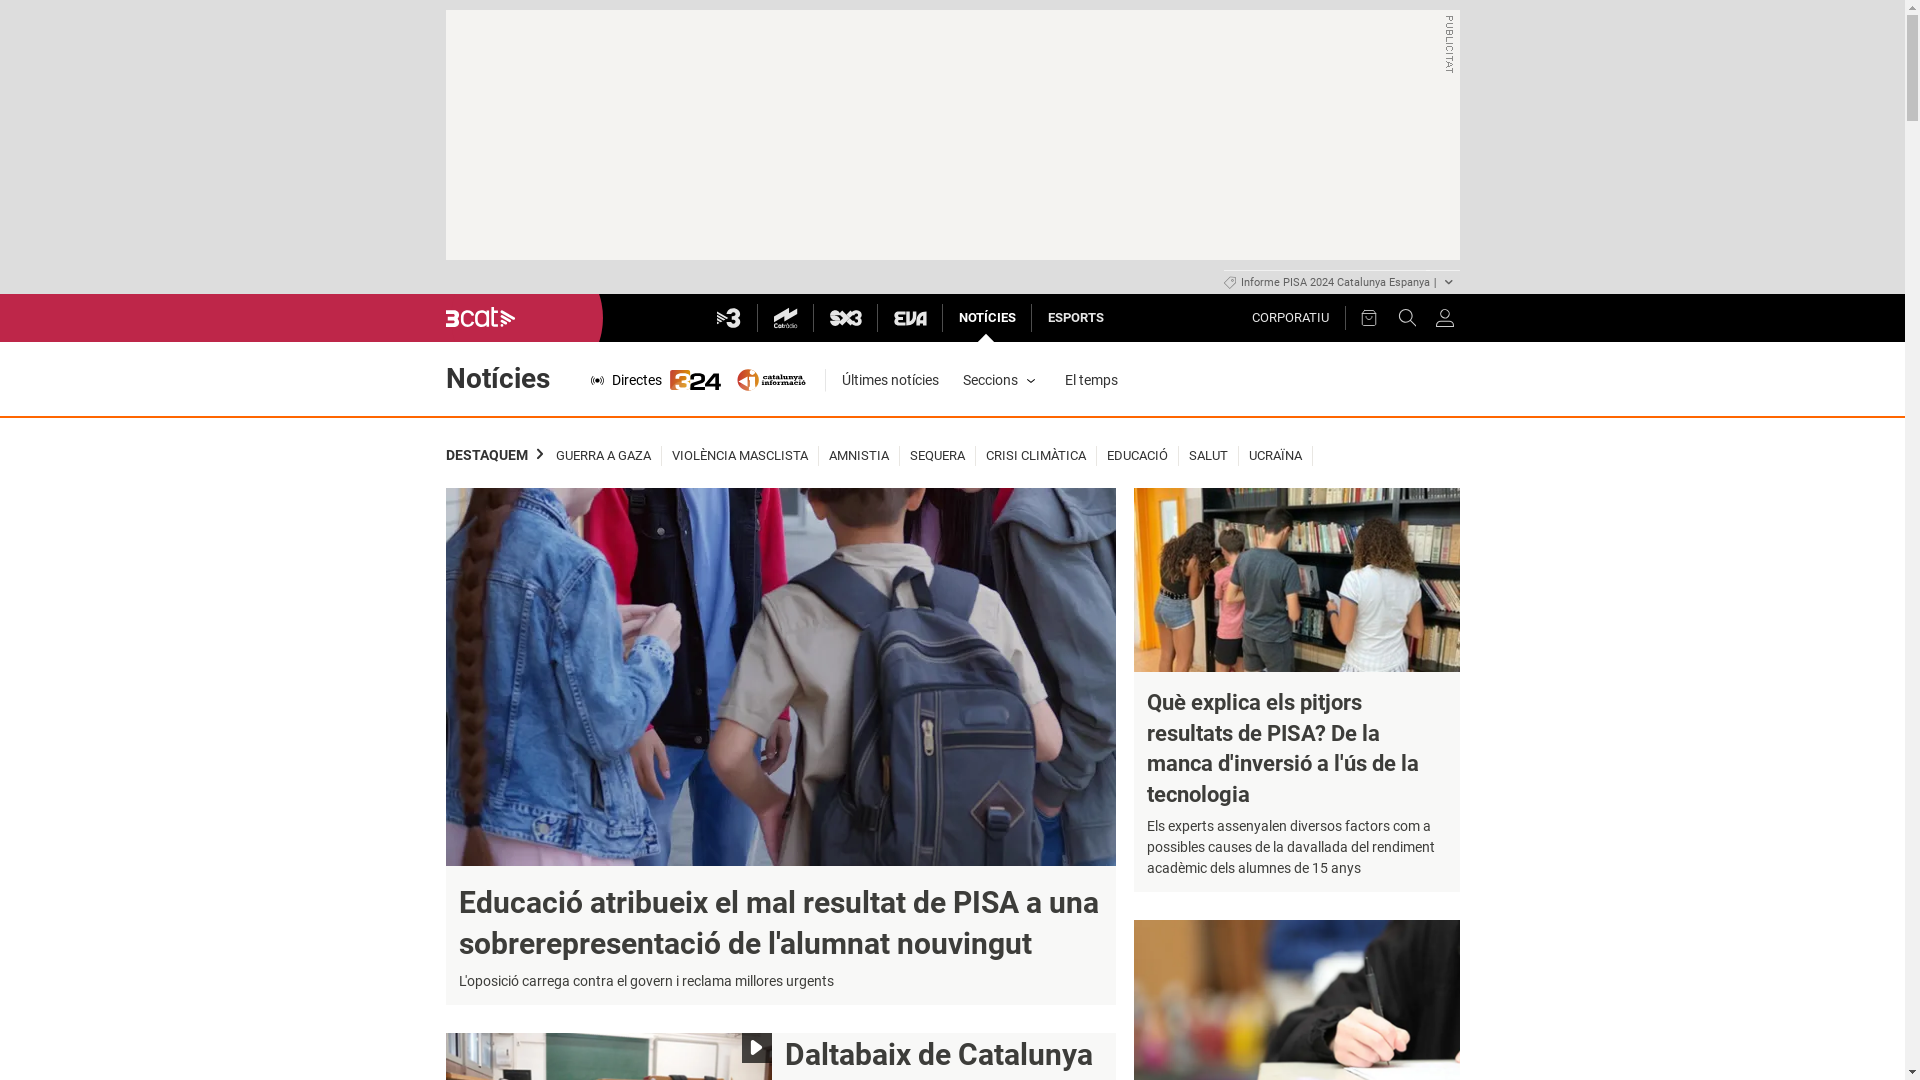 PUBLICITAT
Informe PISA 2024 Catalunya Espanya |
3cat
3
Catràdio
SX3
EVA
NOTÍCIES
ESPORTS
CORPORATIU
Notícies
Directes
324
catalunya
informació
Últimes notícies
Seccions
El temps
DESTAQUEM
GUERRA A GAZA
VIOLÈNCIA MASCLISTA
AMNISTIA
SEQUERA
CRISI CLIMÀTICA
EDUCACIÓ
SALUT
UCRAÏNA
Educació atribueix el mal resultat de PISA a una
sobrerepresentació de l'alumnat nouvingut
L'oposició carrega contra el govern i reclama millores urgents
Què explica els pitjors
resultats de PISA? De la
manca d'inversió a l'ús de la
tecnologia
Els experts assenyalen diversos factors com a
possibles causes de la davallada del rendiment
acadèmic dels alumnes de 15 anys
Daltabaix de Catalunya